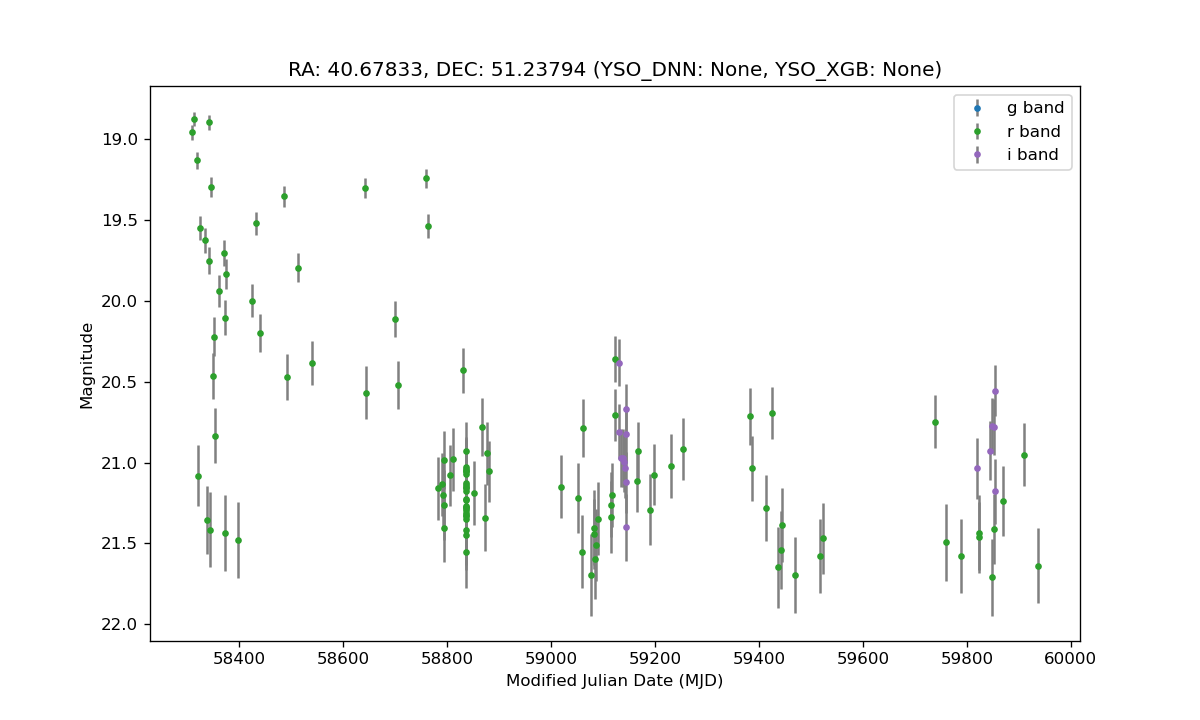 RA: 40.67833, DEC: 51.23794 (YSO_DNN: None, YSO_XGB: None)
g band
r band
i band
19.0
19.5
20.0
20.5
21.0
21.5
22.0
Magnitude
58400
58600
58800
59000
59200
59400
59600
59800
60000
Modified Julian Date (MJD)